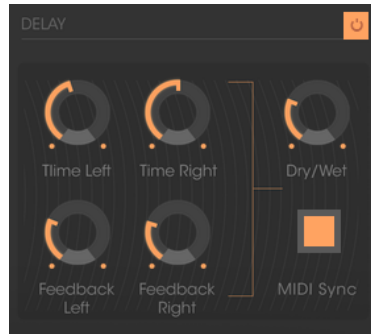 DELAY
TIime Left
Time Right
Dry/Wet
Feedback
Left
Feedback
Right
MIDI Sync